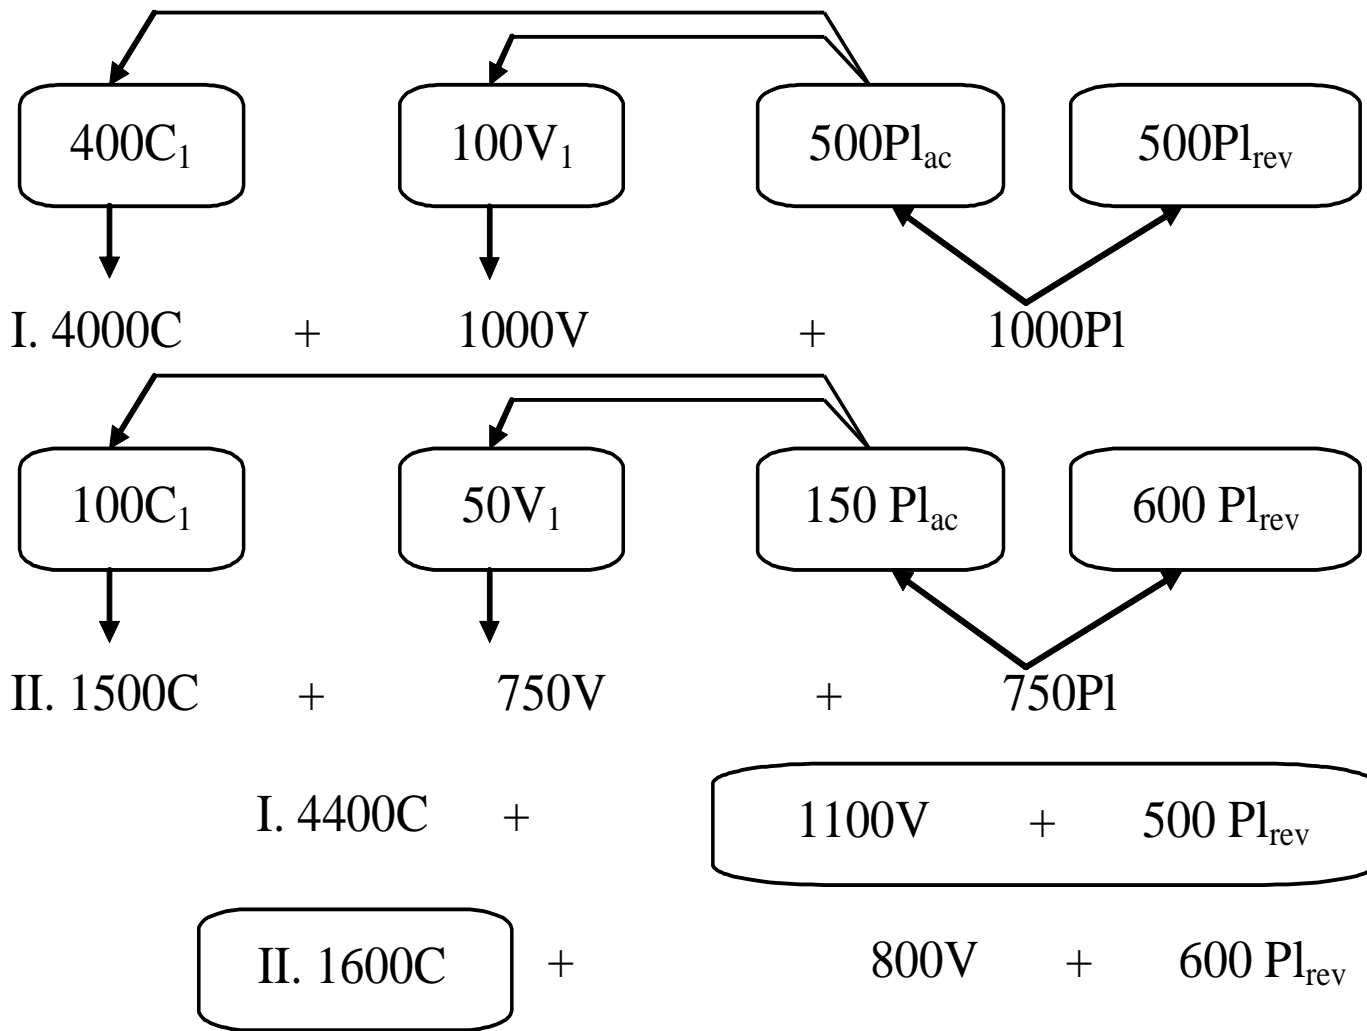 400C₁ 100V₁ 500Pl_ac 500Pl_rev
I. 4000C + 1000V + 1000Pl
100C₁ 50V₁ 150 Pl_ac 600 Pl_rev
II. 1500C + 750V + 750Pl
I. 4400C + 1100V + 500 Pl_rev
II. 1600C + 800V + 600 Pl_rev